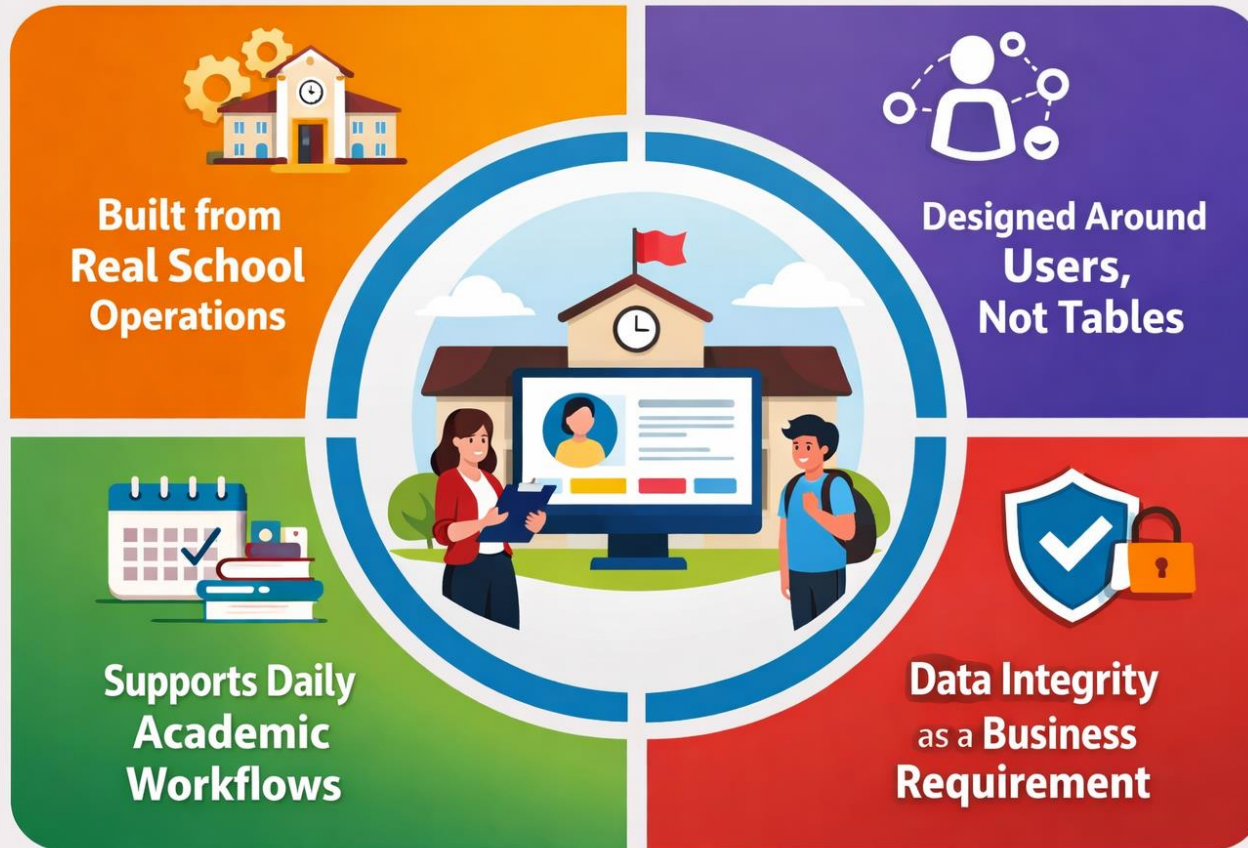 Built from
Real School
Operations
Designed Around
Users,
Not Tables
Supports Daily
Academic
Workflows
Data Integrity
as a Business
Requirement